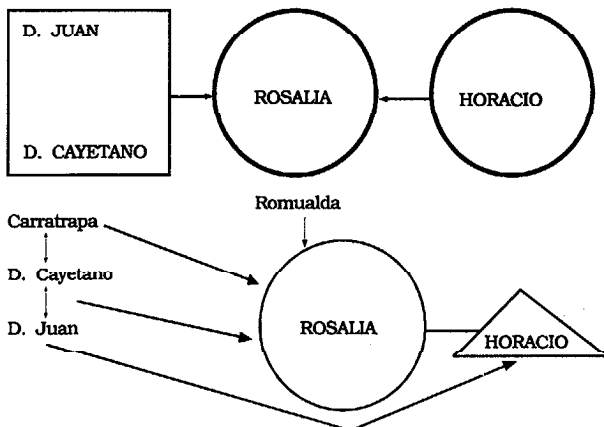 D. JUAN
ROSALIA
HORACIO
D. CAYETANO
Romualda
Carratrapa
D. Cayetano
D. Juan
ROSALIA
HORACIO